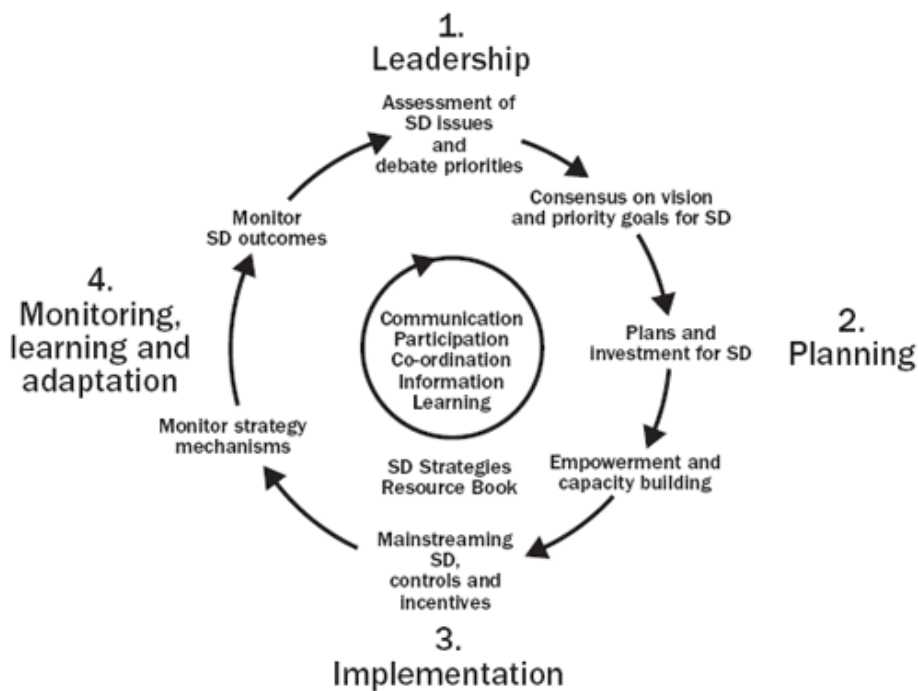 1.
Leadership
Assessment of
SD issues
and
debate priorities
Consensus on vision
and priority goals for SD
Plans and
investment for SD
2.
Planning
Empowerment and
capacity building
Mainstreaming
SD,
controls and
incentives
3.
Implementation
Monitor strategy
mechanisms
4.
Monitoring,
learning and
adaptation
Monitor
SD outcomes
Communication
Participation
Co-ordination
Information
Learning
SD Strategies
Resource Book